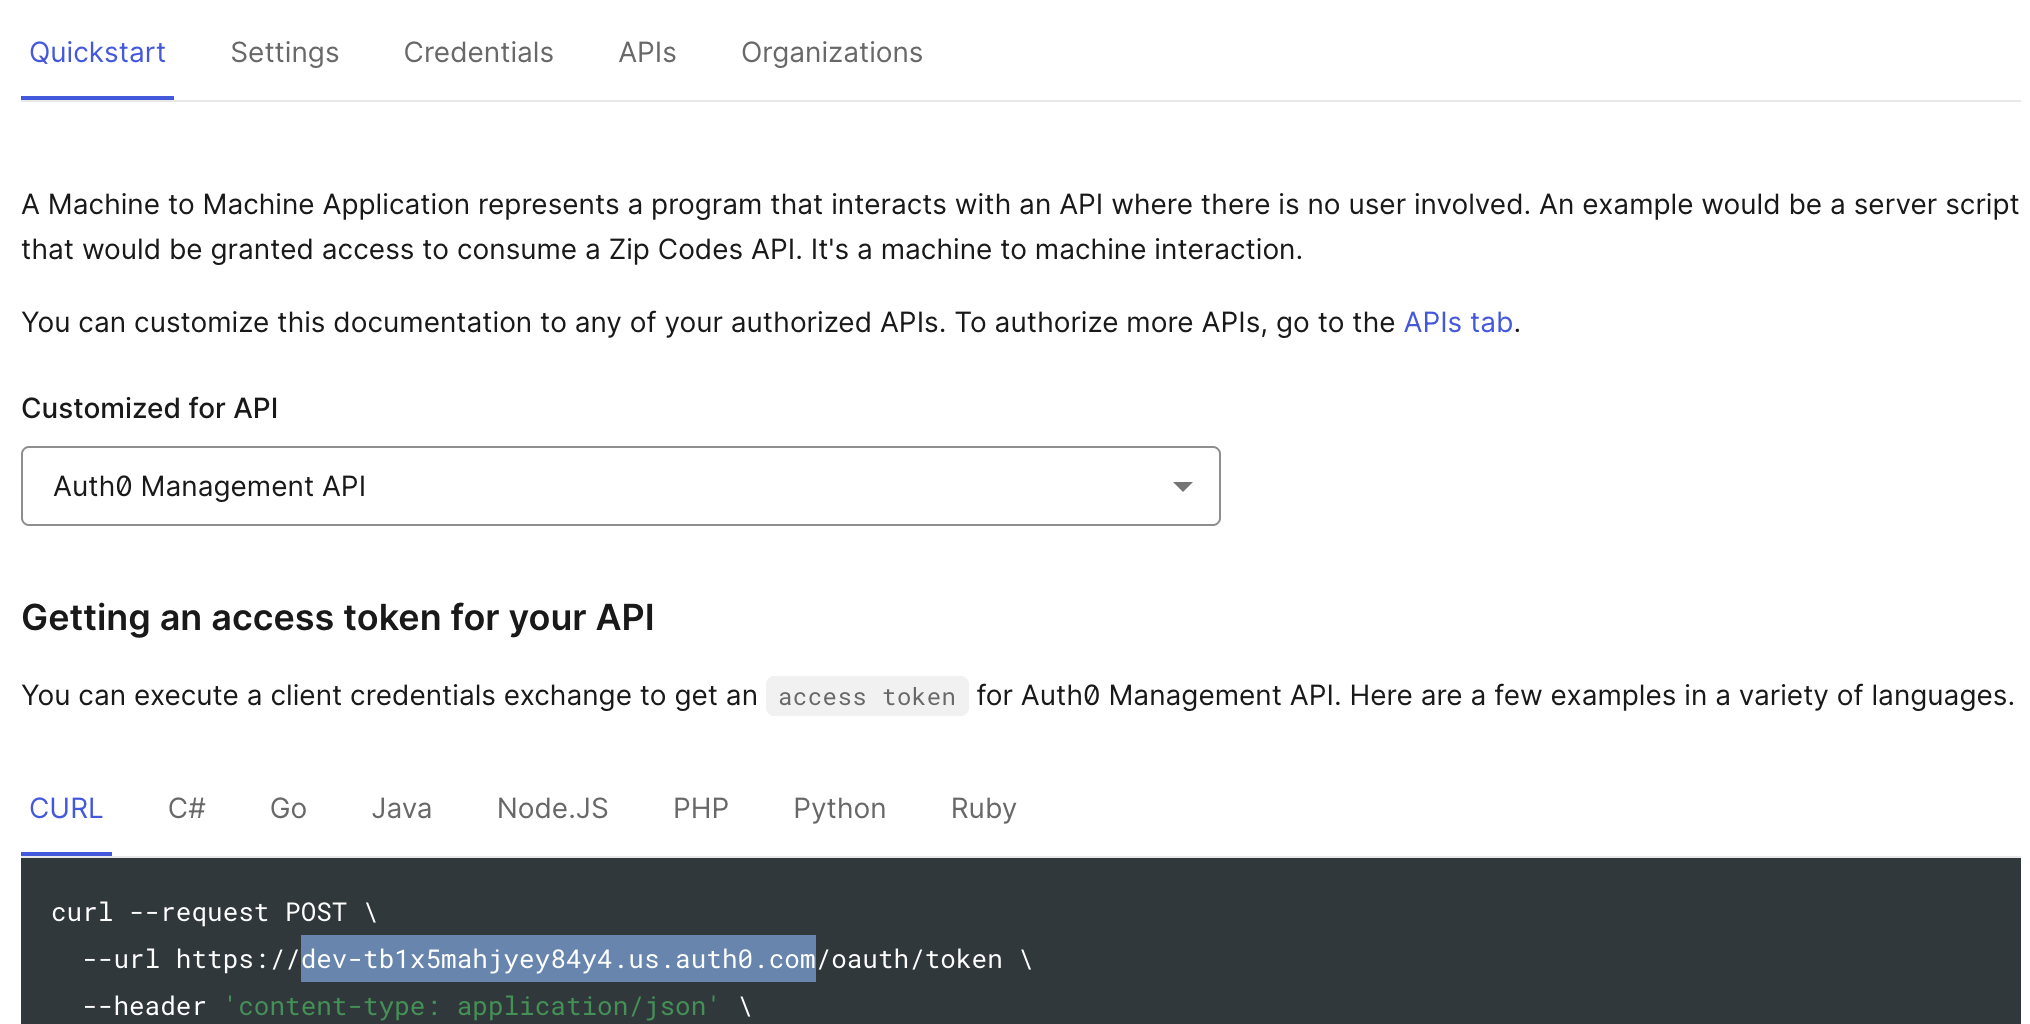 Quickstart Settings Credentials APIs Organizations
A Machine to Machine Application represents a program that interacts with an API where there is no user involved. An example would be a server script
that would be granted access to consume a Zip Codes API. It's a machine to machine interaction.
You can customize this documentation to any of your authorized APIs. To authorize more APIs, go to the APIs tab.
Customized for API
Auth0 Management API
Getting an access token for your API
You can execute a client credentials exchange to get an access token for Auth0 Management API. Here are a few examples in a variety of languages.
CURL C# Go Java Node.JS PHP Python Ruby
curl --request POST \
--url https://dev-tb1x5mahjyey84y4.us.auth0.com/oauth/token \
--header 'content-type: application/json' \